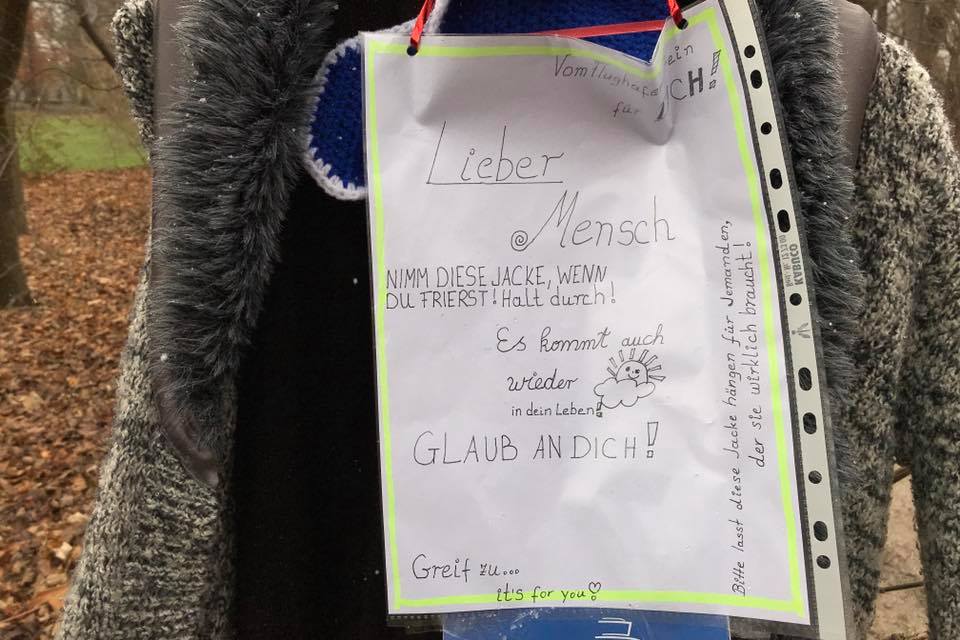 Vom Flughafen
für DICH!
Lieber
Mensch
NIMM DIESE JACKE, WENN
DU FRIERST! Halt durch!
Es kommt auch
wieder
in dein Leben!
GLAUB AN DICH!
Greif zu...
it's for you!
Bitte lasst diese Jacke hängen für Jemanden,
der sie wirklich braucht!